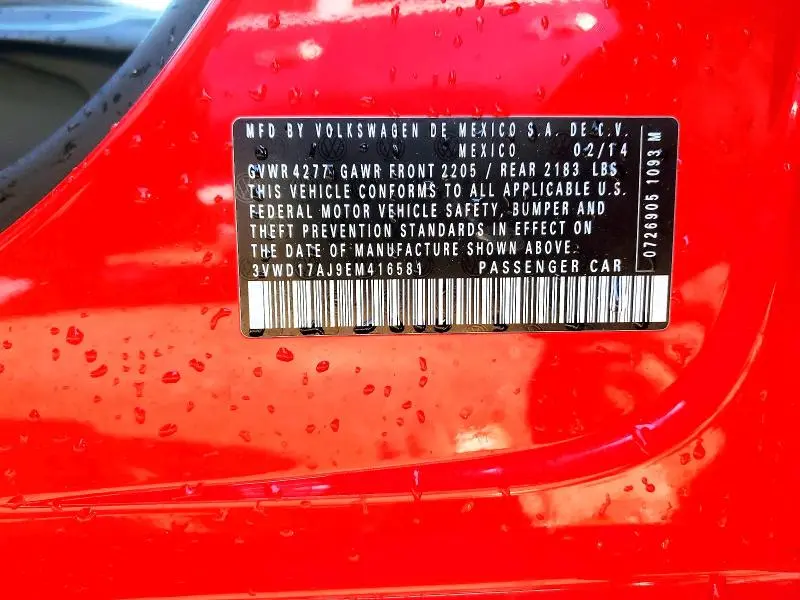 MFD BY VOLKSWAGEN DE MEXICO S.A. DE C.V.
MEXICO 02/14
GVWR 4277 GAWR FRONT 2205 / REAR 2183 LBS
THIS VEHICLE CONFORMS TO ALL APPLICABLE U.S.
FEDERAL MOTOR VEHICLE SAFETY, BUMPER AND
THEFT PREVENTION STANDARDS IN EFFECT ON
THE DATE OF MANUFACTURE SHOWN ABOVE.
3VWD17AJ9EM416581 PASSENGER CAR
0726905 1093 M